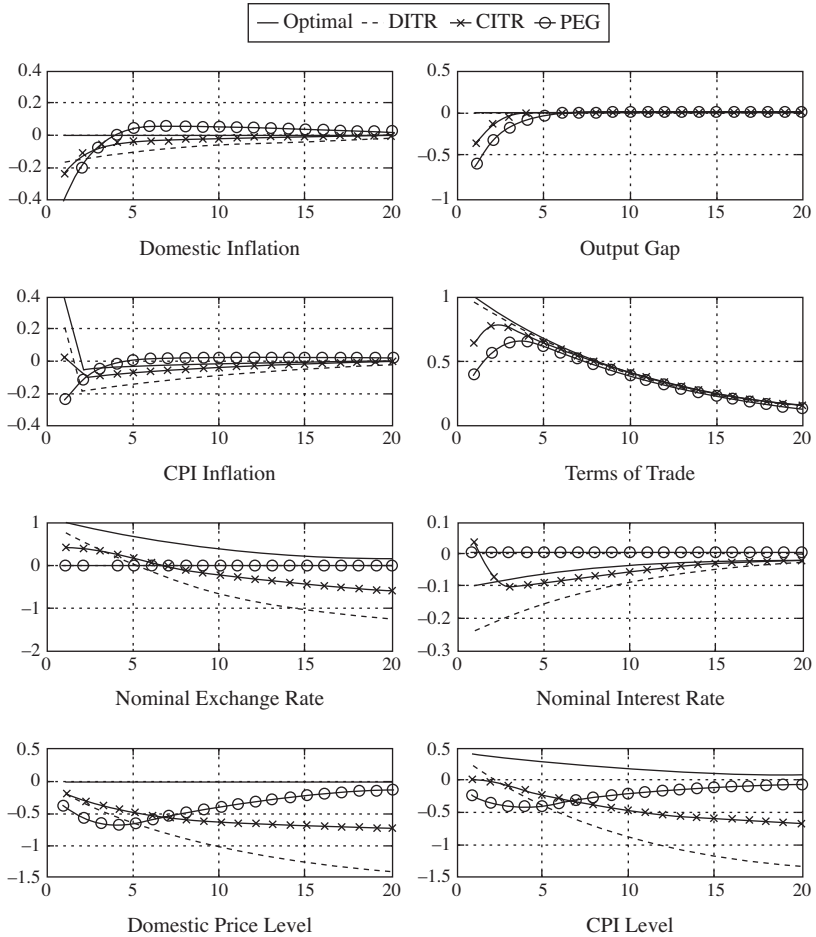 Optimal DITR CITR PEG
0.4 0.2 0 −0.2 −0.4
0 5 10 15 20
Domestic Inflation
0.5 0 −0.5 −1
0 5 10 15 20
Output Gap
0.4 0.2 0 −0.2 0.4
0 5 10 15 20
CPI Inflation
1 0.5 0
0 5 10 15 20
Terms of Trade
1 0 −1 −2
0 5 10 15 20
Nominal Exchange Rate
0.1 0 −0.1 −0.2 −0.3
0 5 10 15 20
Nominal Interest Rate
0.5 0 −0.5 −1 −1.5
0 5 10 15 20
Domestic Price Level
0.5 0 −0.5 −1 −1.5
0 5 10 15 20
CPI Level